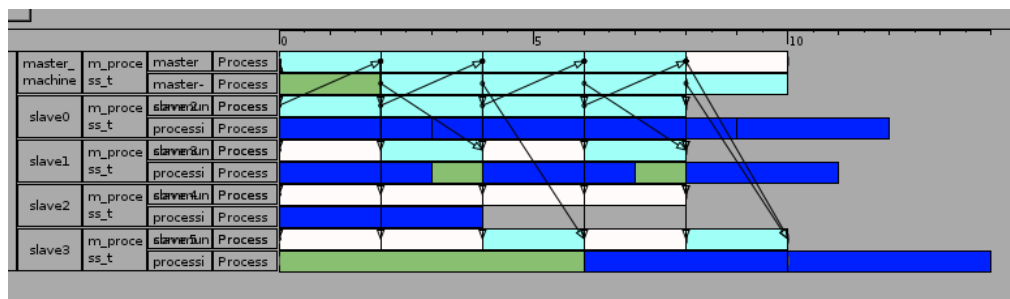 0 5 10
master_ machine m_proce ss_t master Process
master- Process
slave0 m_proce ss_t Process
processi Process
slave1 m_proce ss_t Process
processi Process
slave2 m_proce ss_t Process
processi Process
slave3 m_proce ss_t Process
processi Process